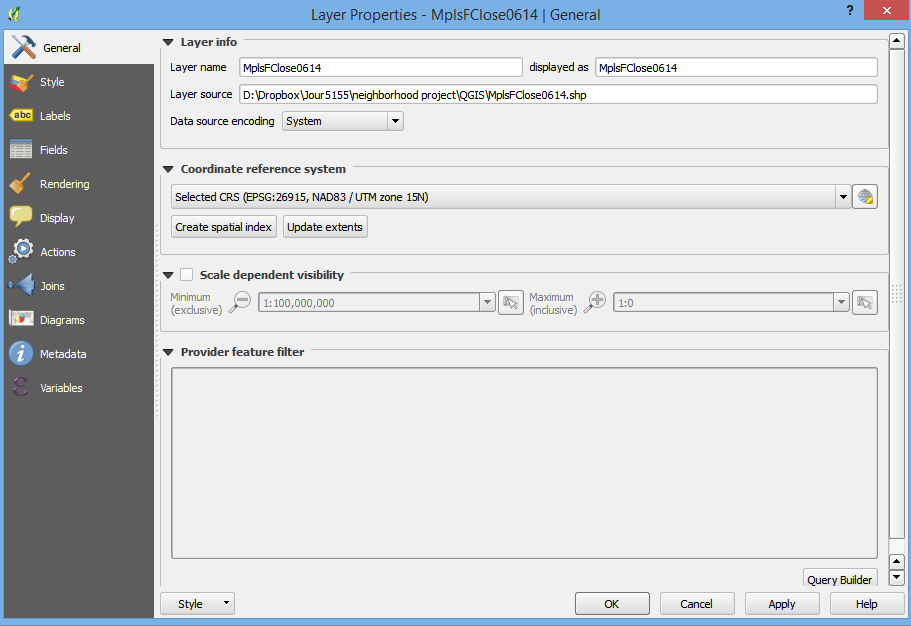 Layer Properties - MplsFClose0614 | General
?
General
Style
abc Labels
Fields
Rendering
Display
Actions
Joins
Diagrams
Metadata
Variables
Layer info
Layer name MplsFClose0614 displayed as MplsFClose0614
Layer source D:\Dropbox\Jour5155\neighborhood project\QGIS\MplsFClose0614.shp
Data source encoding System
Coordinate reference system
Selected CRS (EPSG:26915, NAD83 / UTM zone 15N)
Create spatial index Update extents
Scale dependent visibility
Minimum
(exclusive)
1:100,000,000
Maximum
(inclusive)
1:0
Provider feature filter
Query Builder
Style OK Cancel Apply Help